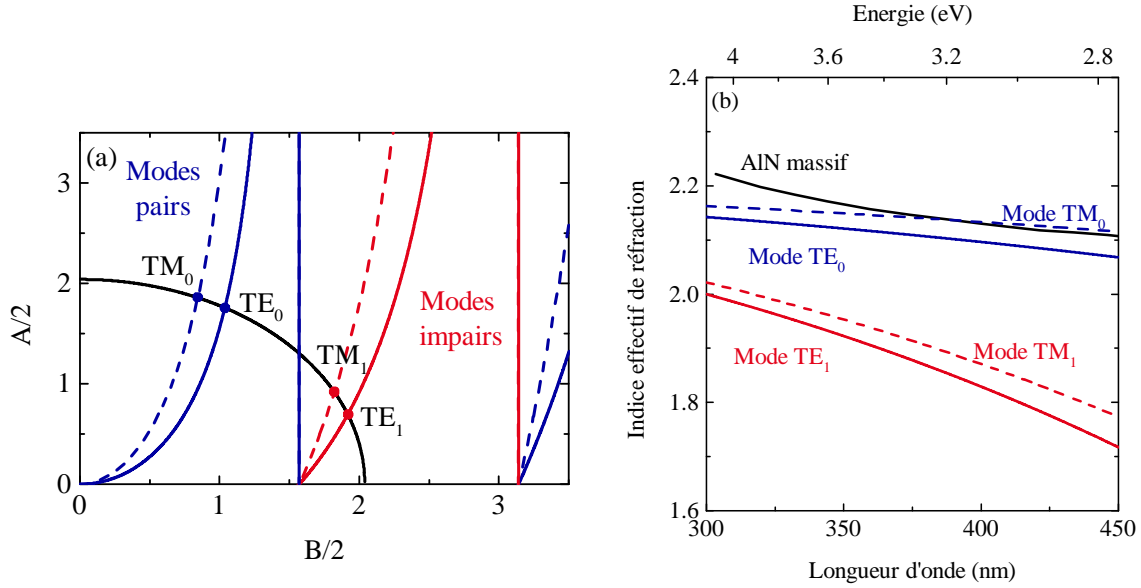 (a)
Modes
pairs
TM0
TE0
TM1
TE1
Modes
impairs
3
2
1
0
0
1
2
3
A/2
B/2
Energie (eV)
4
3.6
3.2
2.8
(b)
AlN massif
Mode TM0
Mode TE0
Mode TE1
Mode TM1
2.4
2.2
2.0
1.8
1.6
300
350
400
450
Indice effectif de réfraction
Longueur d'onde (nm)